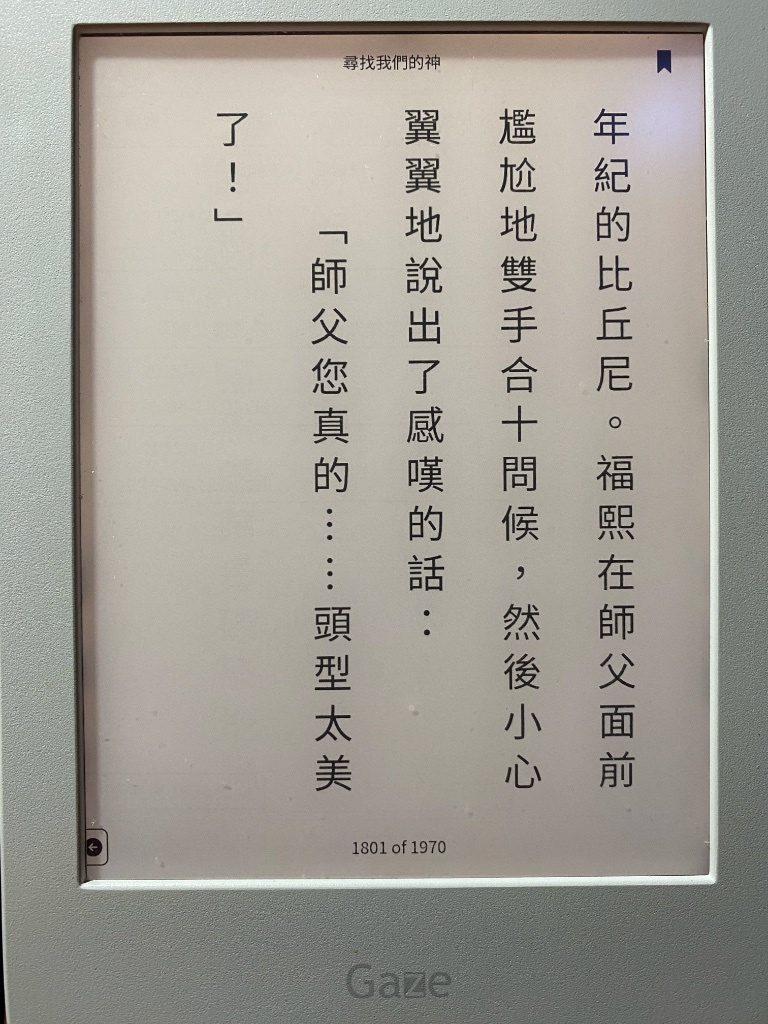 尋找我們的神
年紀的比丘尼。福熙在師父面前
尷尬地雙手合十問候，然後小心
翼翼地說出了感嘆的話：
「師父您真的……頭型太美
了！」
1801 of 1970
Gaze